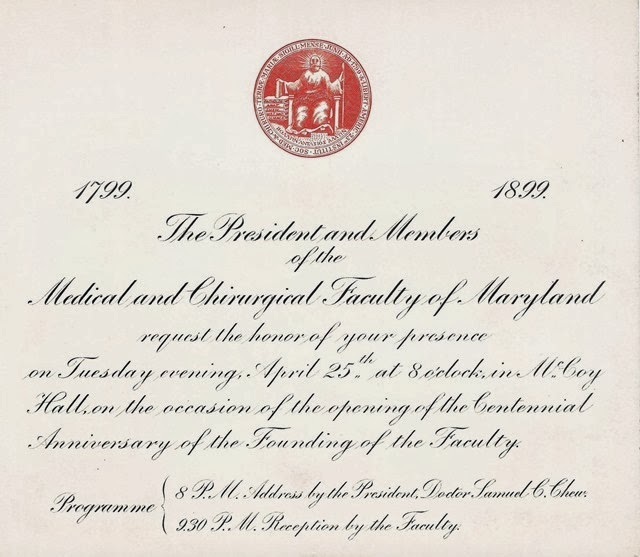 1799. 1899.
The President and Members
of the
Medical and Chirurgical Faculty of Maryland
request the honor of your presence
on Tuesday evening, April 25th at 8 o'clock, in McCoy
Hall, on the occasion of the opening of the Centennial
Anniversary of the Founding of the Faculty.
Programme
8 P.M. Address by the President, Doctor Samuel C. Chew.
9.30 P.M. Reception by the Faculty.